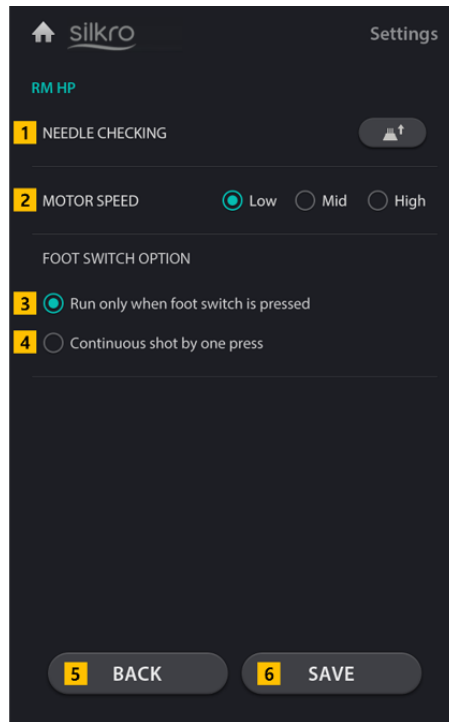 silkro Settings
RM HP
1 NEEDLE CHECKING
2 MOTOR SPEED Low Mid High
FOOT SWITCH OPTION
3 Run only when foot switch is pressed
4 Continuous shot by one press
5 BACK 6 SAVE